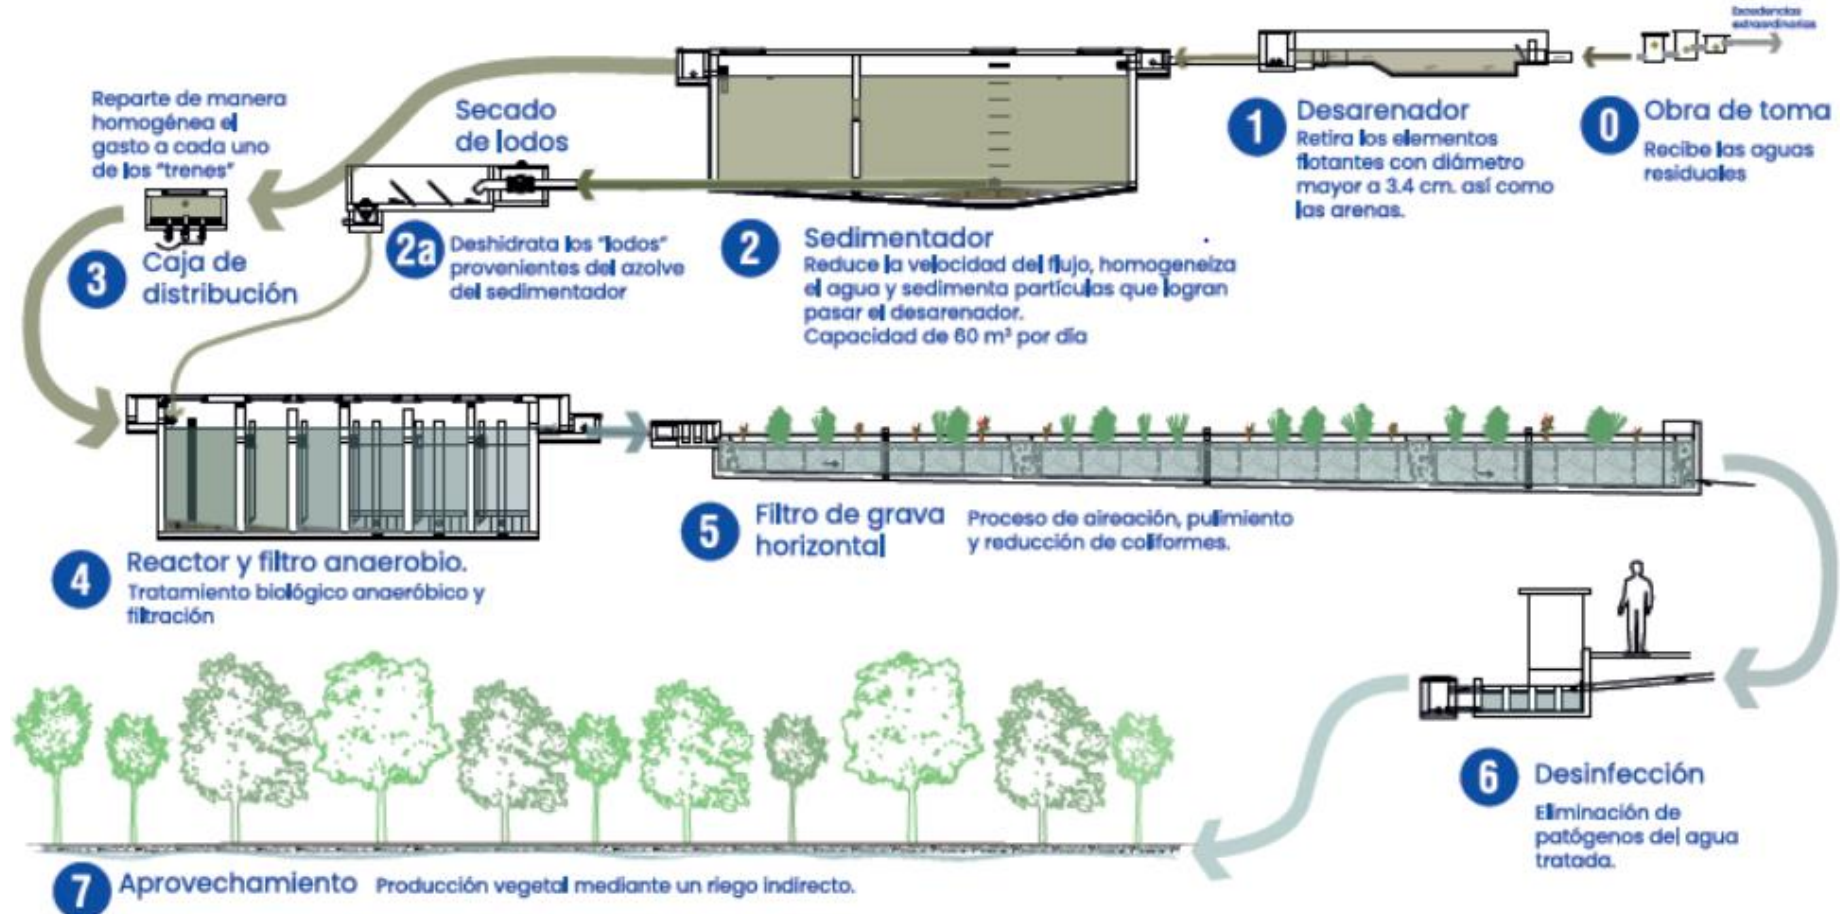 Excedencias
extraordinarias
0
Obra de toma
Recibe las aguas
residuales
1
Desarenador
Retira los elementos
flotantes con diámetro
mayor a 3.4 cm. así como
las arenas.
2
Sedimentador
Reduce la velocidad del flujo, homogeneiza
el agua y sedimenta partículas que logran
pasar el desarenador.
Capacidad de 60 m³ por día
Secado
de lodos
2a
Deshidrata los "lodos"
provenientes del azolve
del sedimentador
Reparte de manera
homogénea el
gasto a cada uno
de los "trenes"
3
Caja de
distribución
4
Reactor y filtro anaerobio.
Tratamiento biológico anaeróbico y
filtración
5
Filtro de grava
horizontal
Proceso de aireación, pulimiento
y reducción de coliformes.
6
Desinfección
Eliminación de
patógenos del agua
tratada.
7
Aprovechamiento
Producción vegetal mediante un riego indirecto.